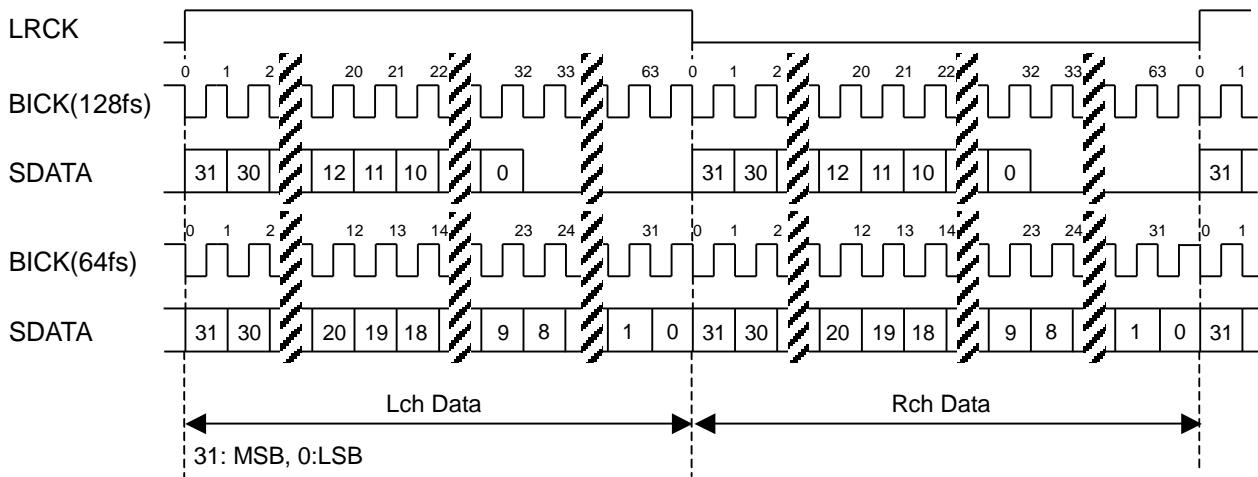 LRCK
0 1 2 20 21 22 32 33 63 0 1 2 20 21 22 32 33 63 0 1
BICK(128fs)
SDATA 31 30 12 11 10 0 31 30 12 11 10 0 31
0 1 2 12 13 14 23 24 31 0 1 2 12 13 14 23 24 31 0 1
BICK(64fs)
SDATA 31 30 20 19 18 9 8 1 0 31 30 20 19 18 9 8 1 0 31
Lch Data Rch Data
31: MSB, 0:LSB